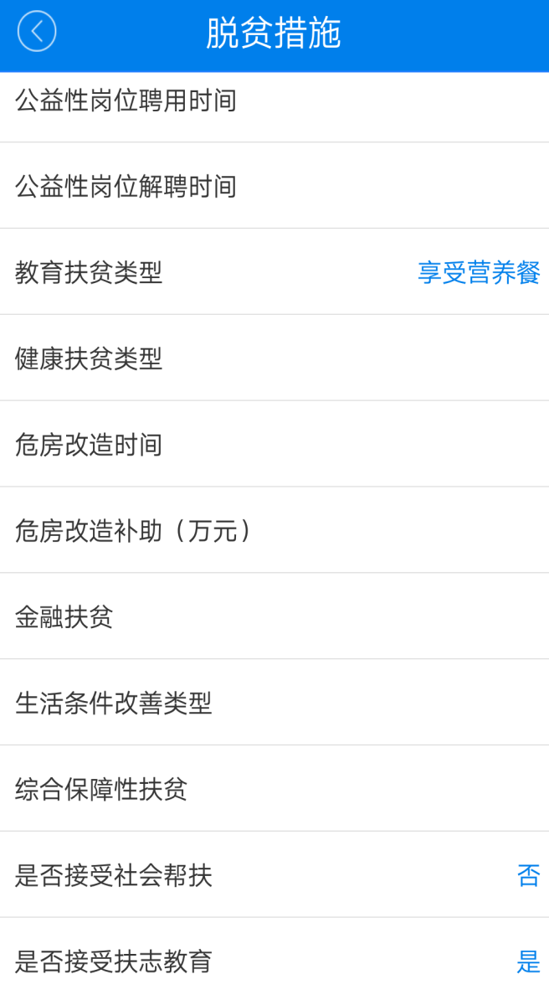 脱贫措施
公益性岗位聘用时间
公益性岗位解聘时间
教育扶贫类型 享受营养餐
健康扶贫类型
危房改造时间
危房改造补助（万元）
金融扶贫
生活条件改善类型
综合保障性扶贫
是否接受社会帮扶 否
是否接受扶志教育 是